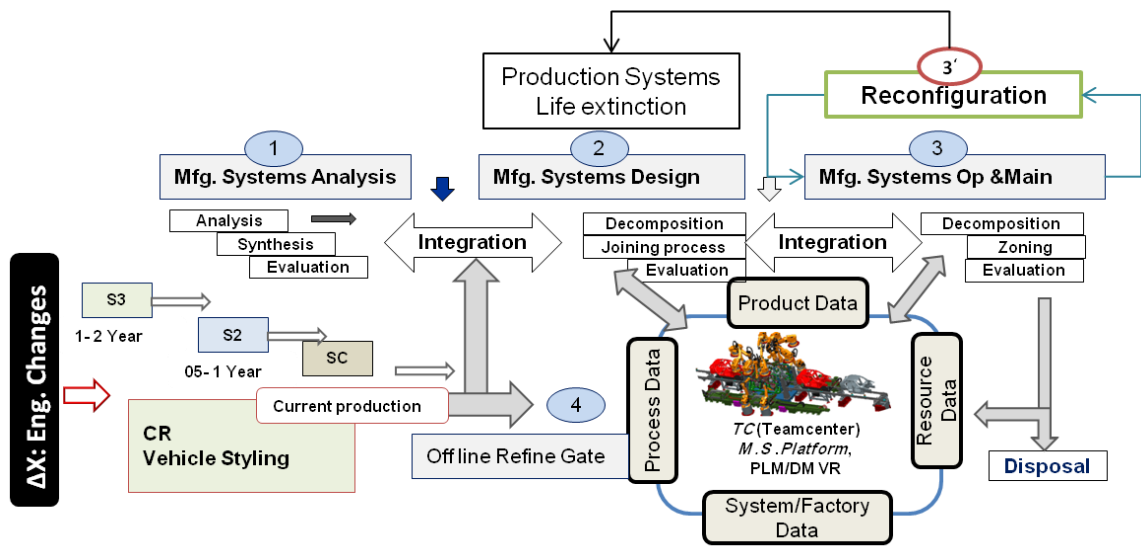 3´
Production Systems
Life extinction
Reconfiguration
1
2
3
Mfg. Systems Analysis
Mfg. Systems Design
Mfg. Systems Op &Main
Analysis
Synthesis
Evaluation
Integration
Decomposition
Joining process
Evaluation
Integration
Decomposition
Zoning
Evaluation
ΔX: Eng. Changes
S3
1- 2 Year
S2
05- 1 Year
SC
Current production
CR
Vehicle Styling
4
Off line Refine Gate
Product Data
Process Data
Resource
Data
TC(Teamcenter)
M.S.Platform,
PLM/DM VR
System/Factory
Data
Disposal